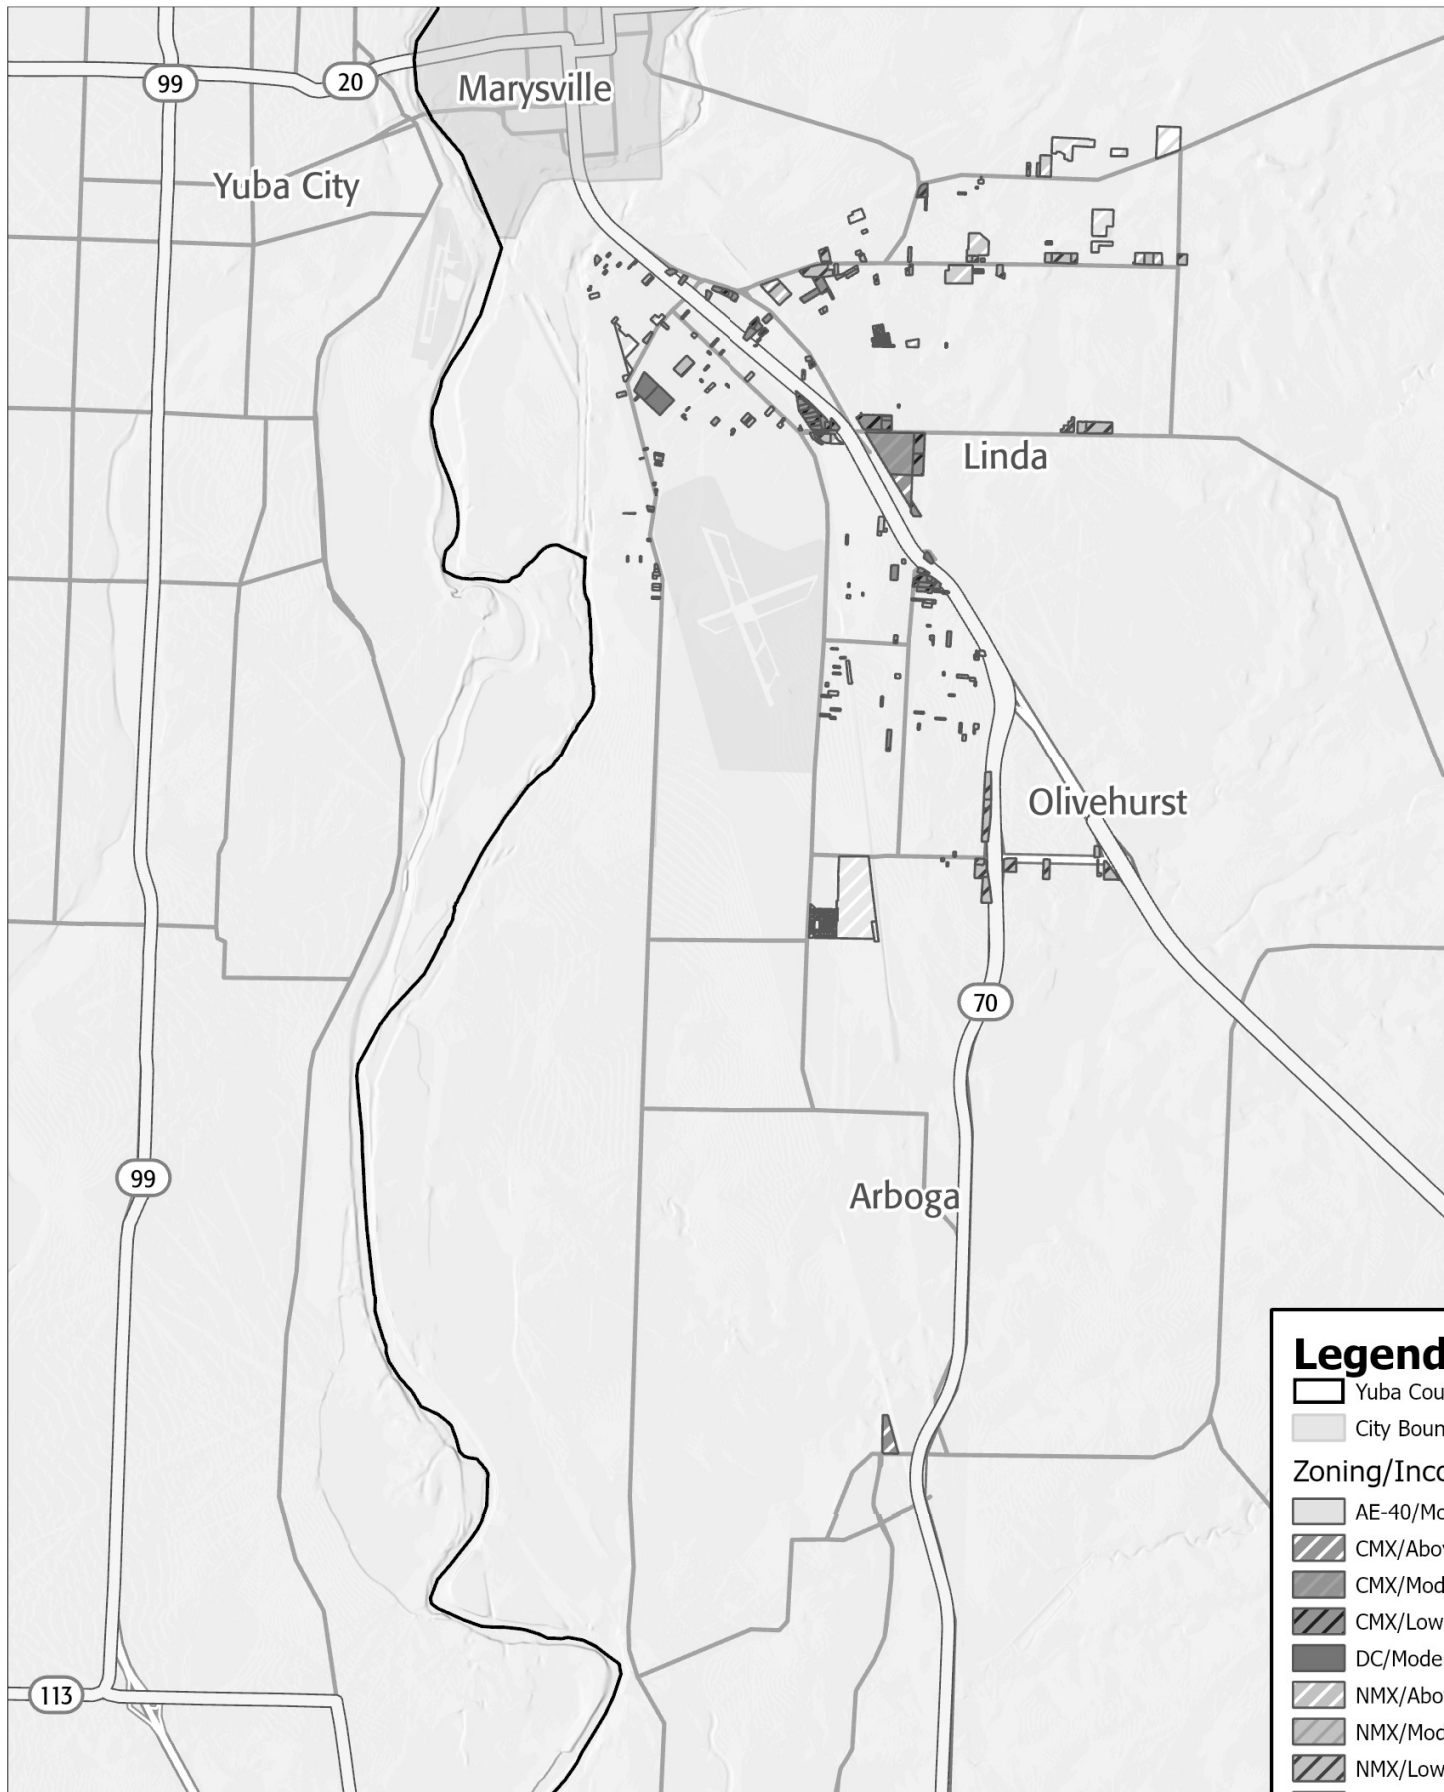 99
20
Marysville
Yuba City
Linda
Olivehurst
70
99
Arboga
113
Legend
Yuba Cou
City Boun
Zoning/Inco
AE-40/Mo
CMX/Abov
CMX/Mod
CMX/Low
DC/Mode
NMX/Abo
NMX/Mod
NMX/Low